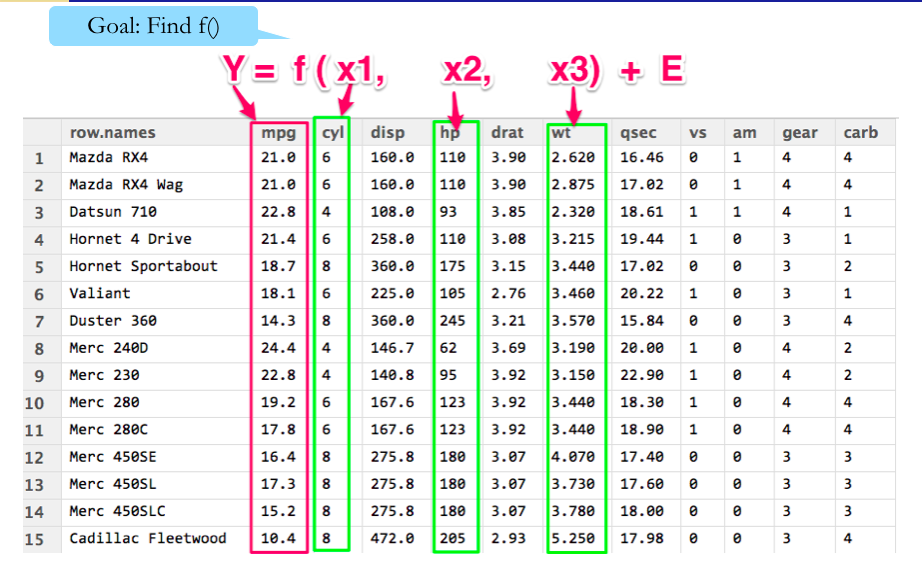 Goal: Find f()
Y = f ( x1, x2, x3) + E
row.names mpg cyl disp hp drat wt qsec vs am gear carb
1 Mazda RX4 21.0 6 160.0 110 3.90 2.620 16.46 0 1 4 4
2 Mazda RX4 Wag 21.0 6 160.0 110 3.90 2.875 17.02 0 1 4 4
3 Datsun 710 22.8 4 108.0 93 3.85 2.320 18.61 1 1 4 1
4 Hornet 4 Drive 21.4 6 258.0 110 3.08 3.215 19.44 1 0 3 1
5 Hornet Sportabout 18.7 8 360.0 175 3.15 3.440 17.02 0 0 3 2
6 Valiant 18.1 6 225.0 105 2.76 3.460 20.22 1 0 3 1
7 Duster 360 14.3 8 360.0 245 3.21 3.570 15.84 0 0 3 4
8 Merc 240D 24.4 4 146.7 62 3.69 3.190 20.00 1 0 4 2
9 Merc 230 22.8 4 140.8 95 3.92 3.150 22.90 1 0 4 2
10 Merc 280 19.2 6 167.6 123 3.92 3.440 18.30 1 0 4 4
11 Merc 280C 17.8 6 167.6 123 3.92 3.440 18.90 1 0 4 4
12 Merc 450SE 16.4 8 275.8 180 3.07 4.070 17.40 0 0 3 3
13 Merc 450SL 17.3 8 275.8 180 3.07 3.730 17.60 0 0 3 3
14 Merc 450SLC 15.2 8 275.8 180 3.07 3.780 18.00 0 0 3 3
15 Cadillac Fleetwood 10.4 8 472.0 205 2.93 5.250 17.98 0 0 3 4